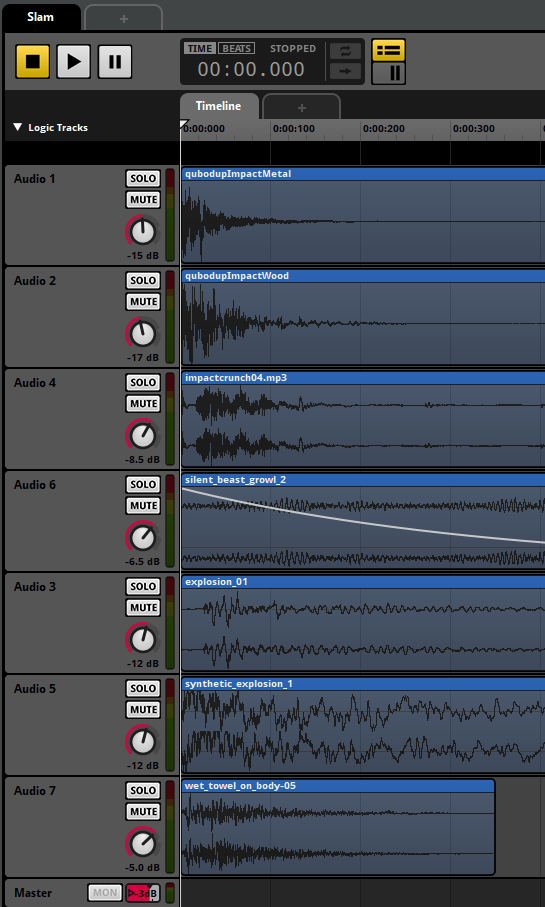 Slam
+
TIME BEATS STOPPED
00:00.000
Timeline +
Logic Tracks
0:00:000 0:00:100 0:00:200 0:00:300
Audio 1 SOLO qubodupImpactMetal
MUTE
-15 dB
Audio 2 SOLO qubodupImpactWood
MUTE
-17 dB
Audio 4 SOLO impactcrunch04.mp3
MUTE
-8.5 dB
Audio 6 SOLO silent_beast_growl_2
MUTE
-6.5 dB
Audio 3 SOLO explosion_01
MUTE
-12 dB
Audio 5 SOLO synthetic_explosion_1
MUTE
-12 dB
Audio 7 SOLO wet_towel_on_body-05
MUTE
-5.0 dB
Master MON -3dB